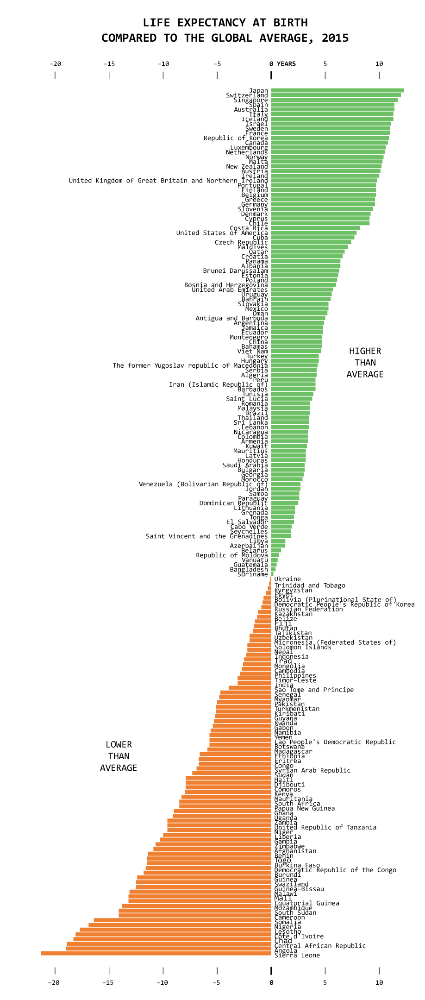 LIFE EXPECTANCY AT BIRTH
COMPARED TO THE GLOBAL AVERAGE, 2015
−20 −15 −10 −5 0 YEARS 5 10
Japan
Switzerland
Singapore
Spain
Australia
Italy
Iceland
Israel
Sweden
France
Republic of Korea
Canada
Luxembourg
Netherlands
Norway
Malta
New Zealand
Austria
Ireland
United Kingdom of Great Britain and Northern Ireland
Portugal
Finland
Belgium
Greece
Germany
Slovenia
Denmark
Cyprus
Chile
Costa Rica
United States of America
Cuba
Czech Republic
Maldives
Qatar
Croatia
Panama
Albania
Brunei Darussalam
Estonia
Poland
Bosnia and Herzegovina
United Arab Emirates
Uruguay
Bahrain
Slovakia
Mexico
Oman
Antigua and Barbuda
Argentina
Jamaica
Ecuador
Montenegro
China
Bahamas
Viet Nam
Turkey
Hungary
The former Yugoslav republic of Macedonia
Serbia
Algeria
Peru
Iran (Islamic Republic of)
Barbados
Tunisia
Saint Lucia
Romania
Malaysia
Brazil
Thailand
Sri Lanka
Lebanon
Nicaragua
Colombia
Armenia
Kuwait
Mauritius
Latvia
Honduras
Saudi Arabia
Bulgaria
Georgia
Morocco
Venezuela (Bolivarian Republic of)
Jordan
Samoa
Paraguay
Dominican Republic
Lithuania
Grenada
Tonga
El Salvador
Cabo Verde
Seychelles
Saint Vincent and the Grenadines
Libya
Azerbaijan
Belarus
Republic of Moldova
Vanuatu
Guatemala
Bangladesh
Suriname
HIGHER
THAN
AVERAGE
Ukraine
Trinidad and Tobago
Kyrgyzstan
Egypt
Bolivia (Plurinational State of)
Democratic People's Republic of Korea
Russian Federation
Kazakhstan
Belize
Fiji
Bhutan
Tajikistan
Uzbekistan
Micronesia (Federated States of)
Solomon Islands
Nepal
Indonesia
Iraq
Mongolia
Cambodia
Philippines
Timor−Leste
India
Sao Tome and Principe
Senegal
Myanmar
Pakistan
Turkmenistan
Kiribati
Guyana
Rwanda
Gabon
Namibia
Yemen
Lao People's Democratic Republic
Botswana
Madagascar
Ethiopia
Eritrea
Congo
Syrian Arab Republic
Sudan
Haiti
Djibouti
Comoros
Kenya
Mauritania
South Africa
Papua New Guinea
Ghana
Uganda
Zambia
United Republic of Tanzania
Niger
Liberia
Gambia
Zimbabwe
Afghanistan
Benin
Togo
Burkina Faso
Democratic Republic of the Congo
Burundi
Guinea
Swaziland
Guinea−Bissau
Malawi
Mali
Equatorial Guinea
Mozambique
South Sudan
Cameroon
Somalia
Nigeria
Lesotho
Côte d'Ivoire
Chad
Central African Republic
Angola
Sierra Leone
LOWER
THAN
AVERAGE
−20 −15 −10 −5 0 5 10